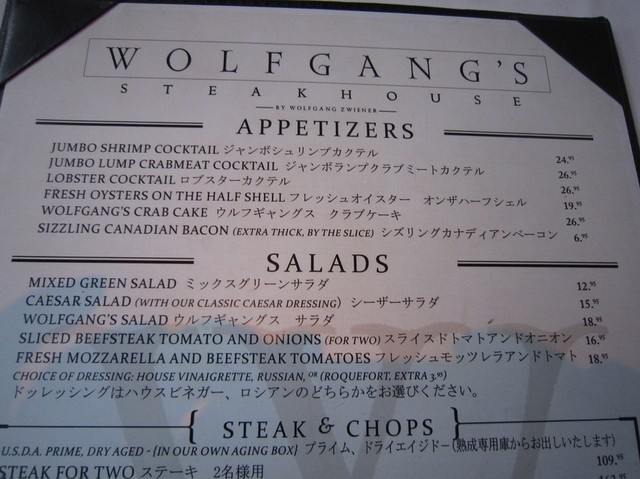 WOLFGANG'S
STEAKHOUSE
BY WOLFGANG ZWIENER
APPETIZERS
JUMBO SHRIMP COCKTAIL ジャンボシュリンプカクテル 24.95
JUMBO LUMP CRABMEAT COCKTAIL ジャンボランプクラブミートカクテル 26.95
LOBSTER COCKTAIL ロブスターカクテル 26.95
FRESH OYSTERS ON THE HALF SHELL フレッシュオイスター オンザハーフシェル 19.95
WOLFGANG'S CRAB CAKE ウルフギャングス クラブケーキ 26.95
SIZZLING CANADIAN BACON (EXTRA THICK, BY THE SLICE) シズリングカナディアンベーコン 6.95
SALADS
MIXED GREEN SALAD ミックスグリーンサラダ 12.95
CAESAR SALAD (WITH OUR CLASSIC CAESAR DRESSING) シーザーサラダ 15.95
WOLFGANG'S SALAD ウルフギャングス サラダ 18.95
SLICED BEEFSTEAK TOMATO AND ONIONS (FOR TWO) スライスドトマトアンドオニオン 16.95
FRESH MOZZARELLA AND BEEFSTEAK TOMATOES フレッシュモッツレラアンドトマト 18.95
CHOICE OF DRESSING: HOUSE VINAIGRETTE, RUSSIAN, OR (ROQUEFORT, EXTRA 3.95)
ドッレッシングはハウスビネガー、ロシアンのどちらかをお選びください。
STEAK & CHOPS
U.S.D.A. PRIME, DRY AGED - {IN OUR OWN AGING BOX} プライム、ドライエイジドー(熟成専用庫からお出しいたします)
STEAK FOR TWO ステーキ 2名様用 109.95